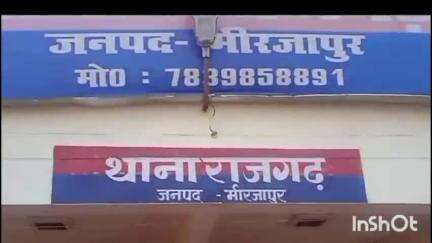 जनपद- मीरजापुर
मो0 : 7839858891
थाना राजगढ़
जनपद - मीरजापुर
InShOt